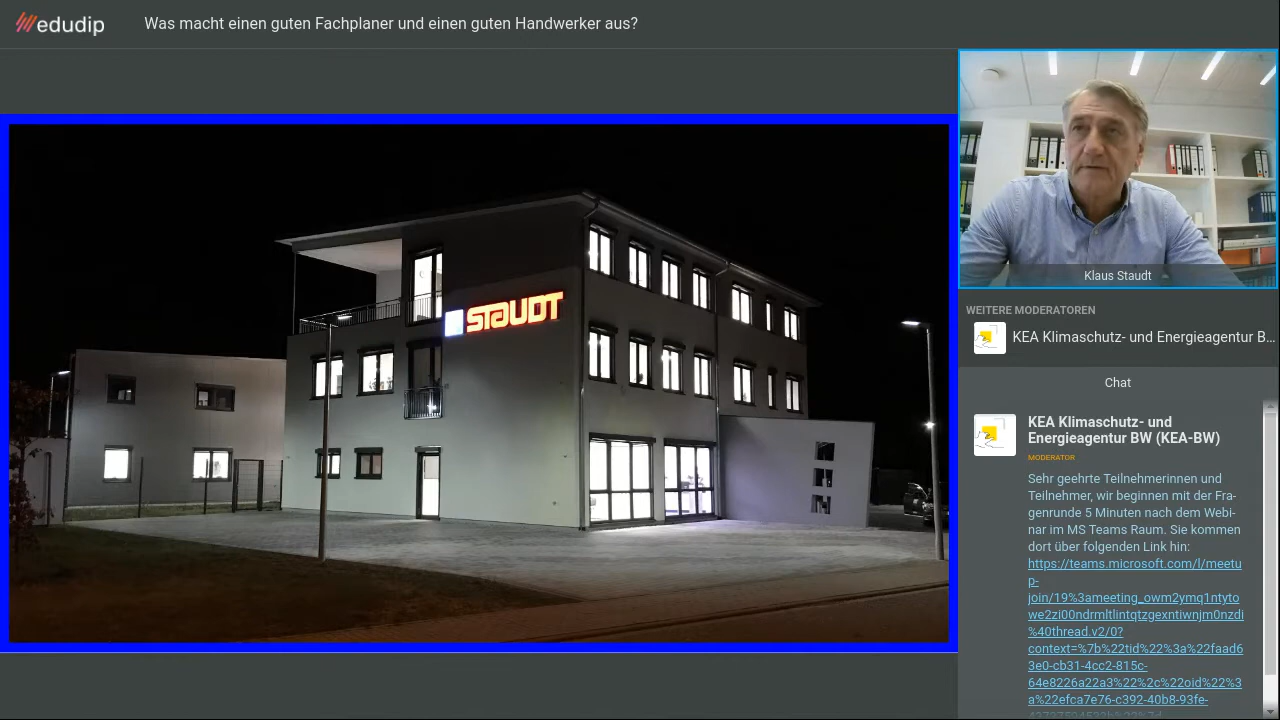 edudip
Was macht einen guten Fachplaner und einen guten Handwerker aus?
STAUDT
Klaus Staudt
WEITERE MODERATOREN
KEA Klimaschutz- und Energieagentur B...
Chat
KEA Klimaschutz- und
Energieagentur BW (KEA-BW)
MODERATOR
Sehr geehrte Teilnehmerinnen und
Teilnehmer, wir beginnen mit der Fra-
genrunde 5 Minuten nach dem Webi-
nar im MS Teams Raum. Sie kommen
dort über folgenden Link hin:
https://teams.microsoft.com/l/meetu
p-
join/19%3ameeting_owm2ymq1ntyto
we2zi00ndrmltlintqtzgexntiwnjm0nzdi
%40thread.v2/0?
context=%7b%22tid%22%3a%22faad6
3e0-cb31-4cc2-815c-
64e8226a22a3%22%2c%22oid%22%3
a%22efca7e76-c392-40b8-93fe-